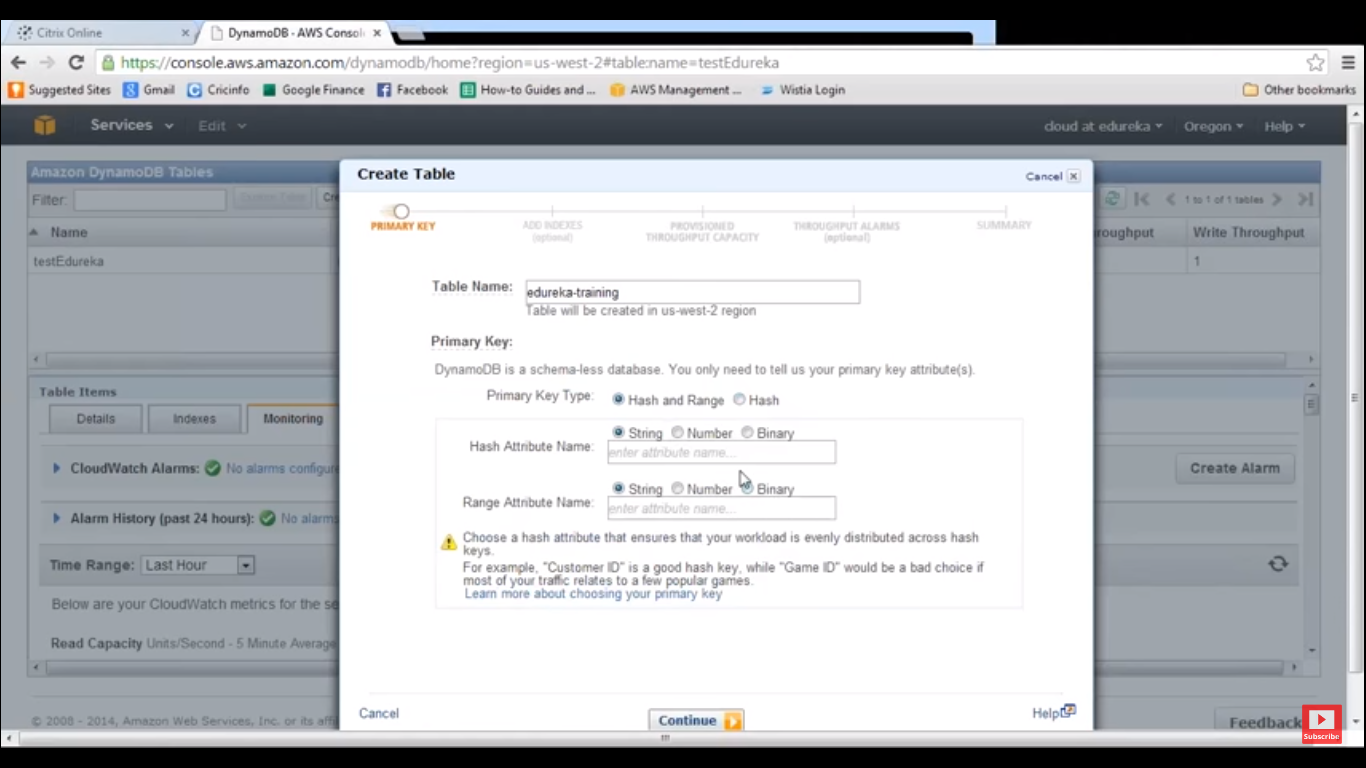 Citrix Online
DynamoDB - AWS Consol
https://console.aws.amazon.com/dynamodb/home?region=us-west-2#table:name=testEdureka
Suggested Sites Gmail Cricinfo Google Finance Facebook How-to Guides and ... AWS Management ... Wistia Login Other bookmarks
Services Edit cloud at edureka Oregon Help
Amazon DynamoDB Tables
Create Table
Cancel
Filter: Cre 1 to 1 of 1 tables
PRIMARY KEY
ADD INDEXES
(optional)
PROVISIONED
THROUGHPUT CAPACITY
THROUGHPUT ALARMS
(optional)
SUMMARY
Name roughput Write Throughput
testEdureka 1
Table Name: edureka-training
Table will be created in us-west-2 region
Primary Key:
DynamoDB is a schema-less database. You only need to tell us your primary key attribute(s).
Primary Key Type: Hash and Range Hash
String Number Binary
Hash Attribute Name: enter attribute name...
String Number Binary
Range Attribute Name: enter attribute name...
Choose a hash attribute that ensures that your workload is evenly distributed across hash
keys.
For example, "Customer ID" is a good hash key, while "Game ID" would be a bad choice if
most of your traffic relates to a few popular games.
Learn more about choosing your primary key
Cancel
Continue
Help
Table Items
Details Indexes Monitoring
CloudWatch Alarms: No alarms configure
Create Alarm
Alarm History (past 24 hours): No alarms
Time Range: Last Hour
Below are your CloudWatch metrics for the se
Read Capacity Units/Second - 5 Minute Average
© 2008 - 2014, Amazon Web Services, Inc. or its affi
Feedback
Subscribe